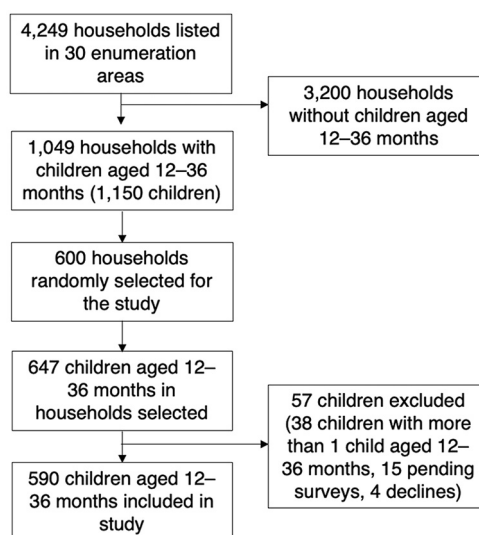 4,249 households listed
in 30 enumeration
areas
3,200 households
without children aged
12–36 months
1,049 households with
children aged 12–36
months (1,150 children)
600 households
randomly selected for
the study
647 children aged 12–
36 months in
households selected
57 children excluded
(38 children with more
than 1 child aged 12–
36 months, 15 pending
surveys, 4 declines)
590 children aged 12–
36 months included in
study